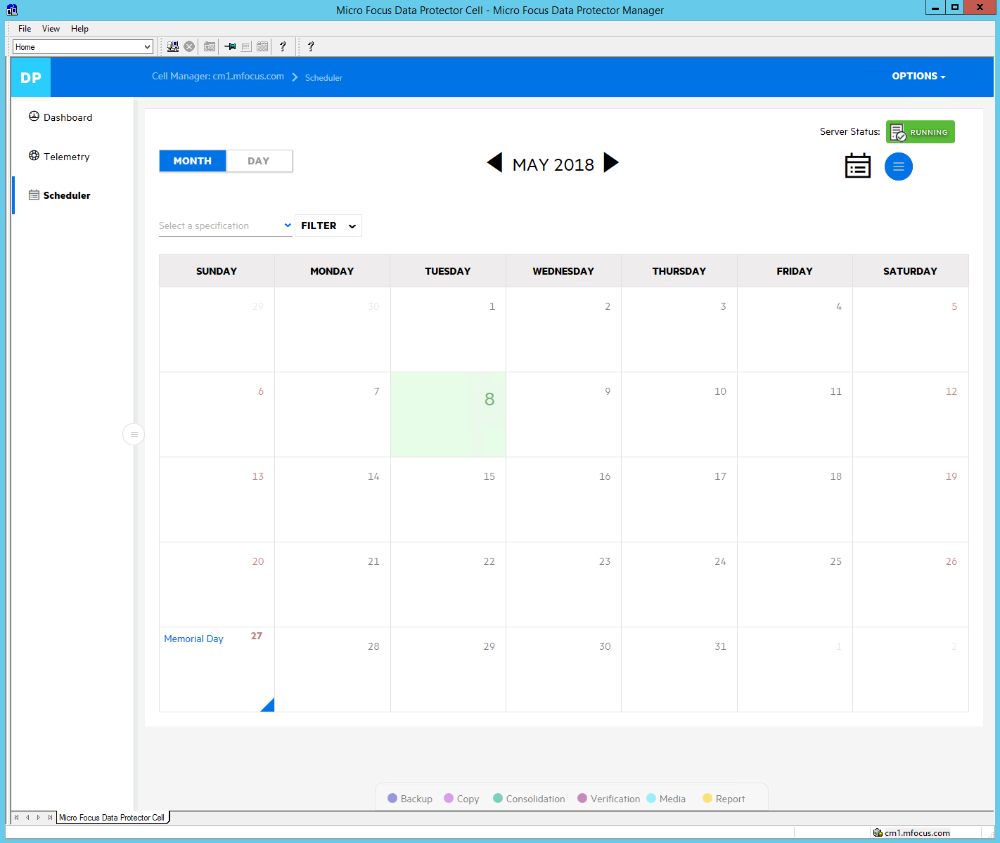 Micro Focus Data Protector Cell - Micro Focus Data Protector Manager
File View Help
Home
? ?
DP
Cell Manager: cm1.mfocus.com
Scheduler
OPTIONS
Dashboard
Telemetry
Scheduler
Server Status: RUNNING
MONTH DAY
MAY 2018
Select a specification
FILTER
SUNDAY MONDAY TUESDAY WEDNESDAY THURSDAY FRIDAY SATURDAY
29 30 1 2 3 4 5
6 7 8 9 10 11 12
13 14 15 16 17 18 19
20 21 22 23 24 25 26
Memorial Day 27 28 29 30 31 1 2
Backup Copy Consolidation Verification Media Report
Micro Focus Data Protector Cell
cm1.mfocus.com